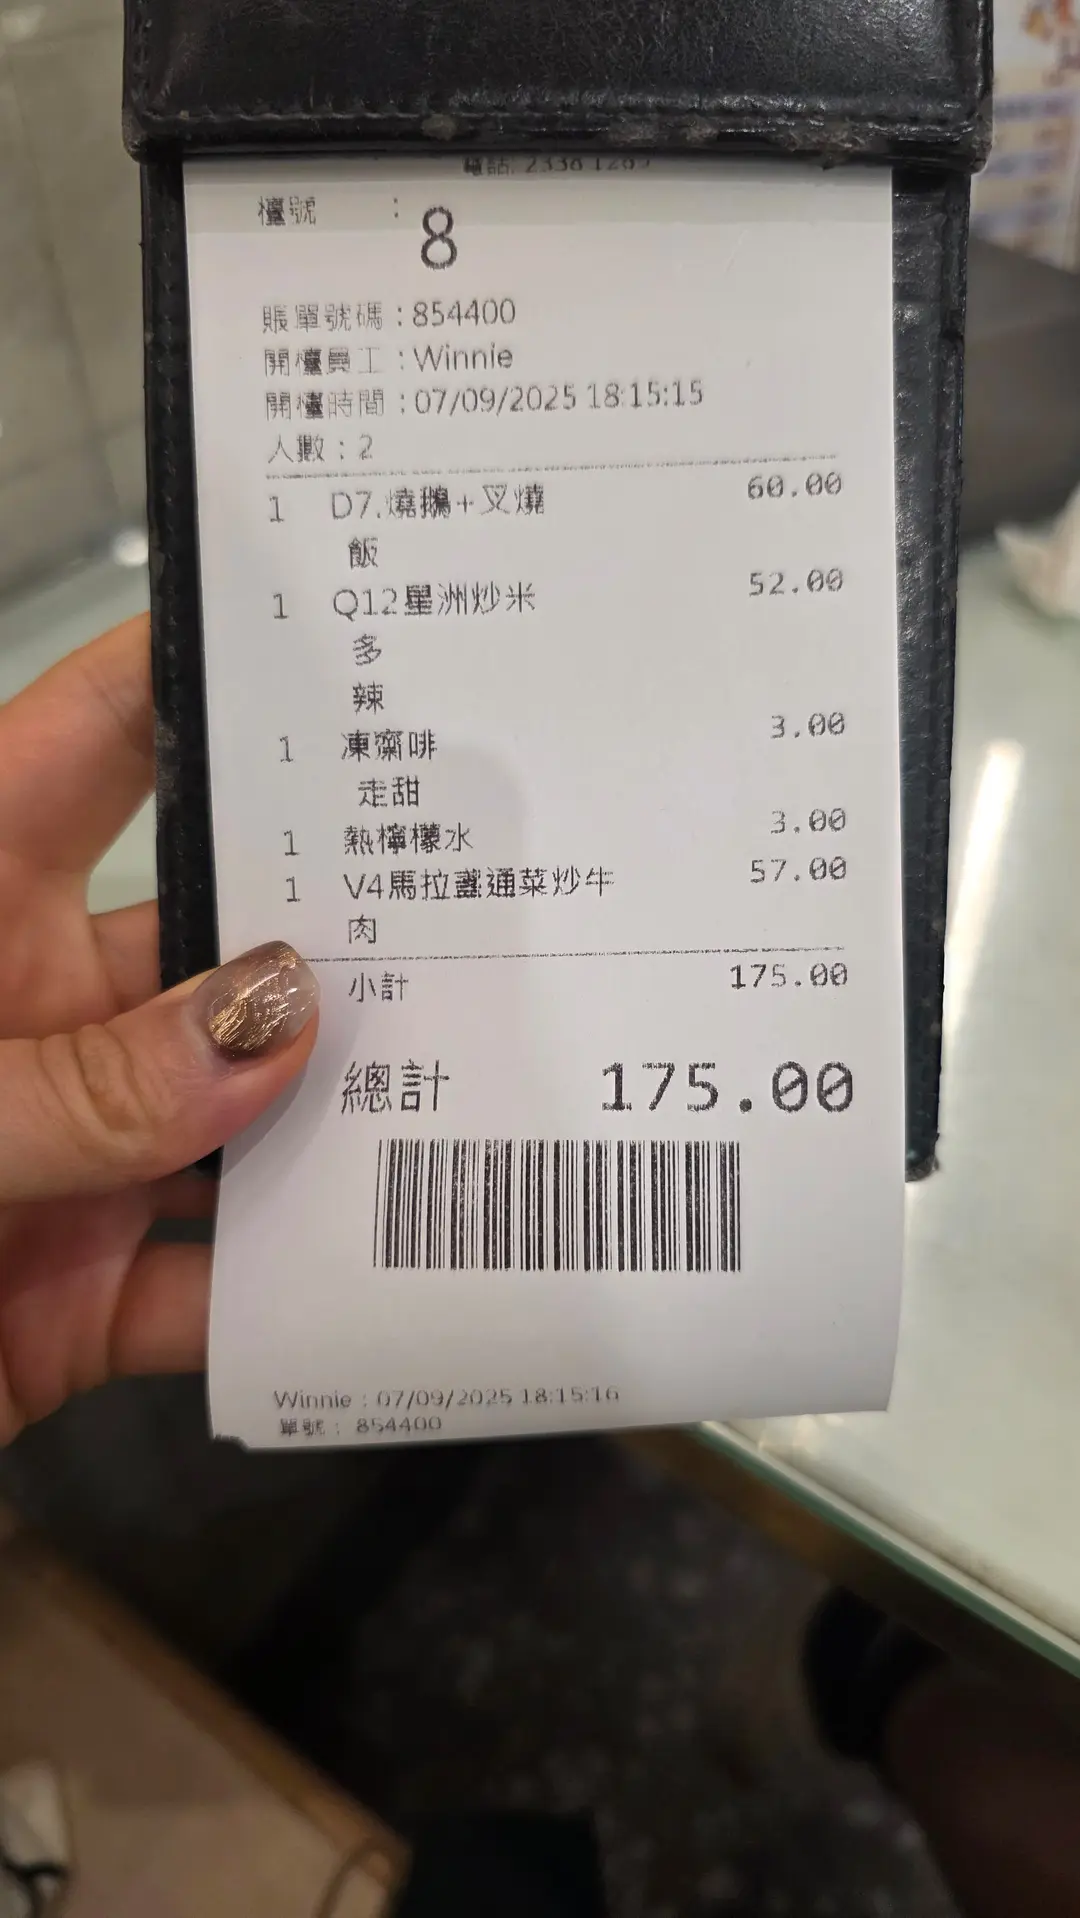 電話: 2338 1289
檯號 : 8
賬單號碼 : 854400
開檯員工 : Winnie
開檯時間 : 07/09/2025 18:15:15
人數 : 2
1 D7.燒鵝+叉燒 60.00
飯
1 Q12星洲炒米 52.00
多
辣
1 凍齋啡 3.00
走甜
1 熱檸檬水 3.00
1 V4馬拉盞通菜炒牛 57.00
肉
小計 175.00
總計 175.00
Winnie : 07/09/2025 18:15:16
單號 : 854400